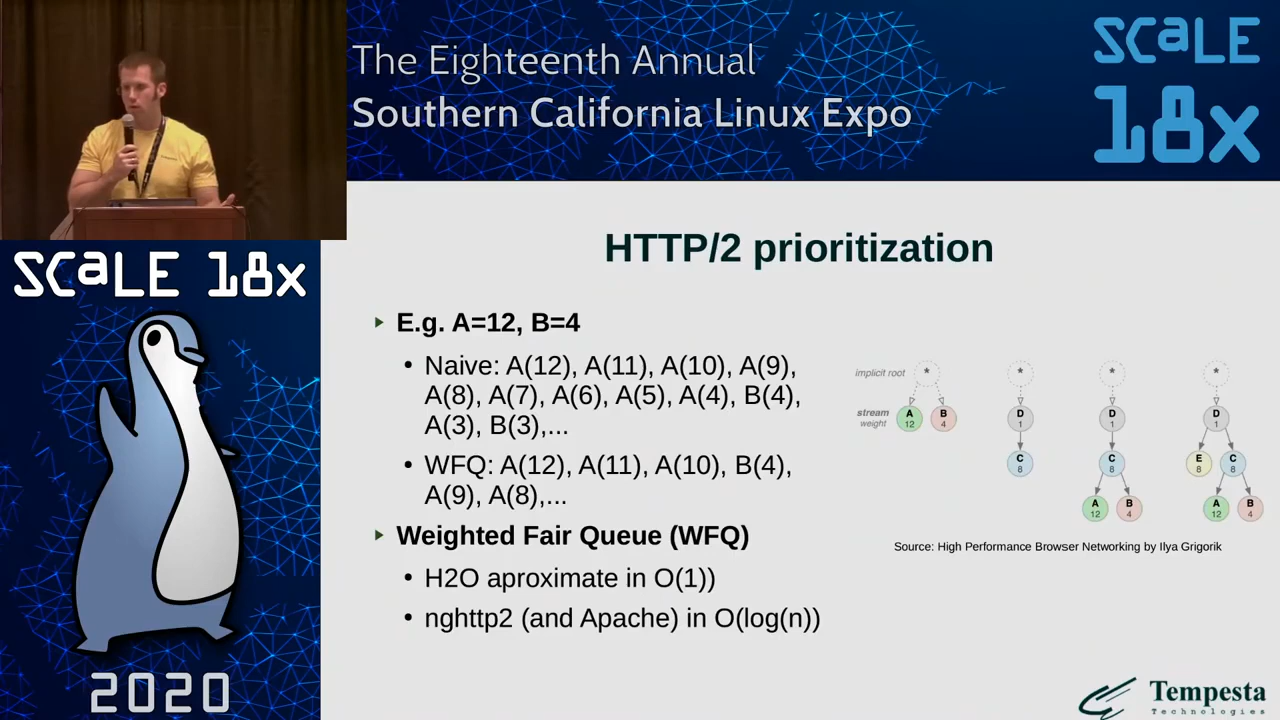 The Eighteenth Annual
Southern California Linux Expo
SCaLE
18x
SCaLE 18x
2020
HTTP/2 prioritization
E.g. A=12, B=4
Naive: A(12), A(11), A(10), A(9),
A(8), A(7), A(6), A(5), A(4), B(4),
A(3), B(3),...
WFQ: A(12), A(11), A(10), B(4),
A(9), A(8),...
Weighted Fair Queue (WFQ)
H2O aproximate in O(1))
nghttp2 (and Apache) in O(log(n))
implicit root * * * *
stream
weight
A
12
B
4
D
1
D
1
D
1
C
8
C
8
E
8
C
8
A
12
B
4
A
12
B
4
Source: High Performance Browser Networking by Ilya Grigorik
Tempesta
Technologies